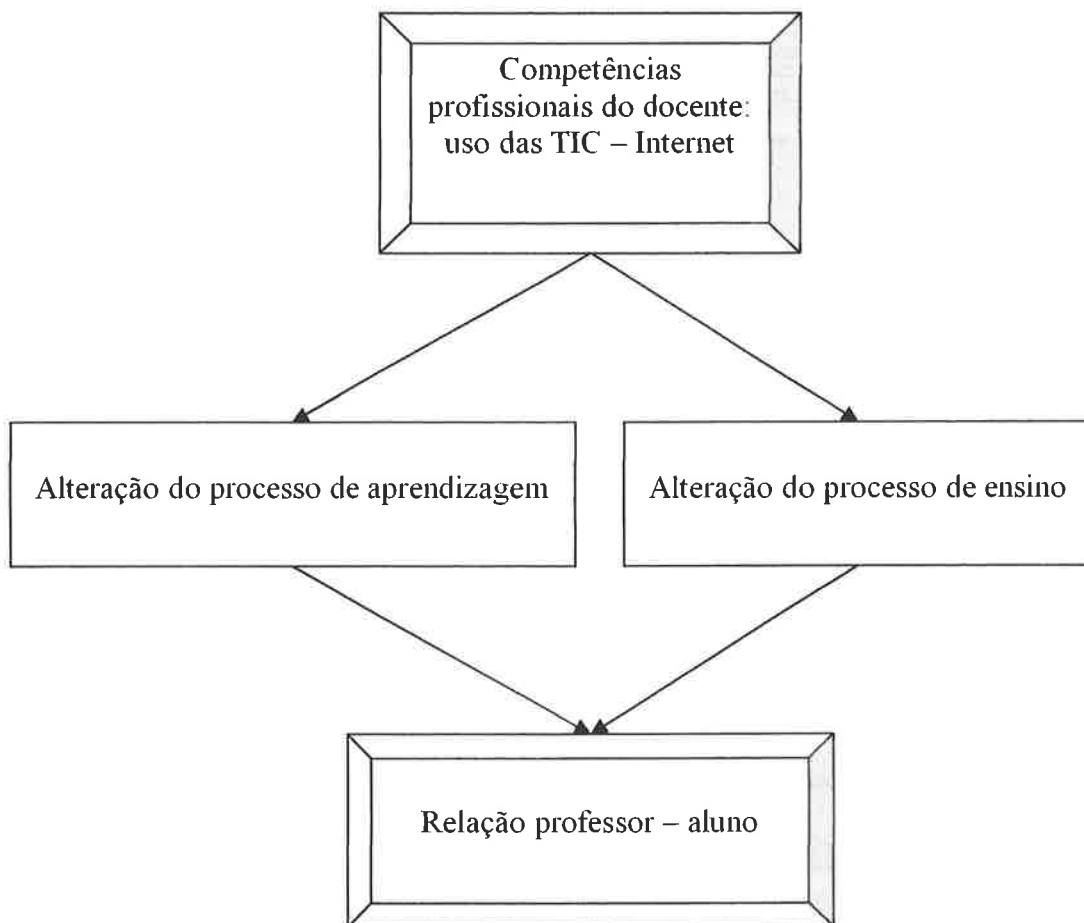 Competências
profissionais do docente:
uso das TIC – Internet
Alteração do processo de aprendizagem
Alteração do processo de ensino
Relação professor – aluno